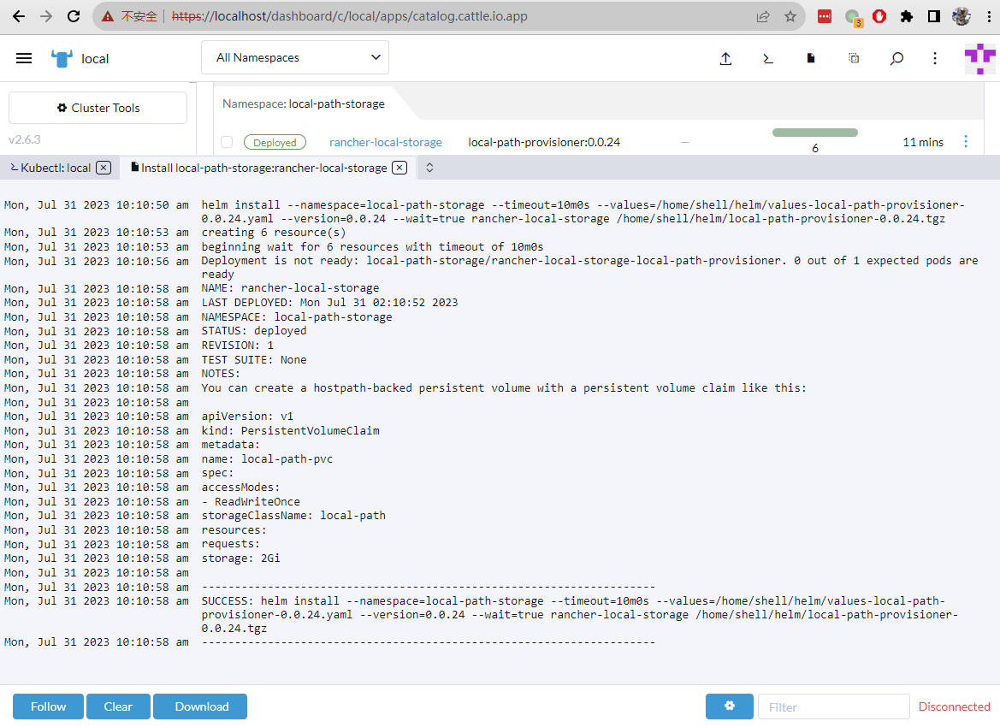 不安全 https://localhost/dashboard/c/local/apps/catalog.cattle.io.app
3
local
All Namespaces
Cluster Tools
v2.6.3
Namespace: local-path-storage
Deployed rancher-local-storage local-path-provisioner:0.0.24 — 6 11 mins
Kubectl: local
Install local-path-storage:rancher-local-storage
Mon, Jul 31 2023 10:10:50 am helm install --namespace=local-path-storage --timeout=10m0s --values=/home/shell/helm/values-local-path-provisioner-
0.0.24.yaml --version=0.0.24 --wait=true rancher-local-storage /home/shell/helm/local-path-provisioner-0.0.24.tgz
Mon, Jul 31 2023 10:10:53 am creating 6 resource(s)
Mon, Jul 31 2023 10:10:53 am beginning wait for 6 resources with timeout of 10m0s
Mon, Jul 31 2023 10:10:56 am Deployment is not ready: local-path-storage/rancher-local-storage-local-path-provisioner. 0 out of 1 expected pods are
ready
Mon, Jul 31 2023 10:10:58 am NAME: rancher-local-storage
Mon, Jul 31 2023 10:10:58 am LAST DEPLOYED: Mon Jul 31 02:10:52 2023
Mon, Jul 31 2023 10:10:58 am NAMESPACE: local-path-storage
Mon, Jul 31 2023 10:10:58 am STATUS: deployed
Mon, Jul 31 2023 10:10:58 am REVISION: 1
Mon, Jul 31 2023 10:10:58 am TEST SUITE: None
Mon, Jul 31 2023 10:10:58 am NOTES:
Mon, Jul 31 2023 10:10:58 am You can create a hostpath-backed persistent volume with a persistent volume claim like this:
Mon, Jul 31 2023 10:10:58 am
Mon, Jul 31 2023 10:10:58 am apiVersion: v1
Mon, Jul 31 2023 10:10:58 am kind: PersistentVolumeClaim
Mon, Jul 31 2023 10:10:58 am metadata:
Mon, Jul 31 2023 10:10:58 am name: local-path-pvc
Mon, Jul 31 2023 10:10:58 am spec:
Mon, Jul 31 2023 10:10:58 am accessModes:
Mon, Jul 31 2023 10:10:58 am - ReadWriteOnce
Mon, Jul 31 2023 10:10:58 am storageClassName: local-path
Mon, Jul 31 2023 10:10:58 am resources:
Mon, Jul 31 2023 10:10:58 am requests:
Mon, Jul 31 2023 10:10:58 am storage: 2Gi
Mon, Jul 31 2023 10:10:58 am
Mon, Jul 31 2023 10:10:58 am ---------------------------------------------------------------------
Mon, Jul 31 2023 10:10:58 am SUCCESS: helm install --namespace=local-path-storage --timeout=10m0s --values=/home/shell/helm/values-local-path-
provisioner-0.0.24.yaml --version=0.0.24 --wait=true rancher-local-storage /home/shell/helm/local-path-provisioner-
0.0.24.tgz
Mon, Jul 31 2023 10:10:58 am ---------------------------------------------------------------------
Follow Clear Download Filter Disconnected